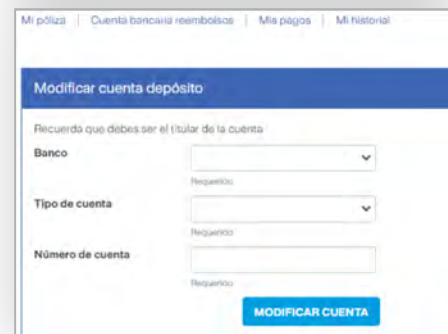 Mi póliza | Cuenta bancaria reembolsos | Mis pagos | Mi historial
Modificar cuenta depósito
Recuerda que debes ser el titular de la cuenta
Banco
Requerido
Tipo de cuenta
Requerido
Número de cuenta
Requerido
MODIFICAR CUENTA